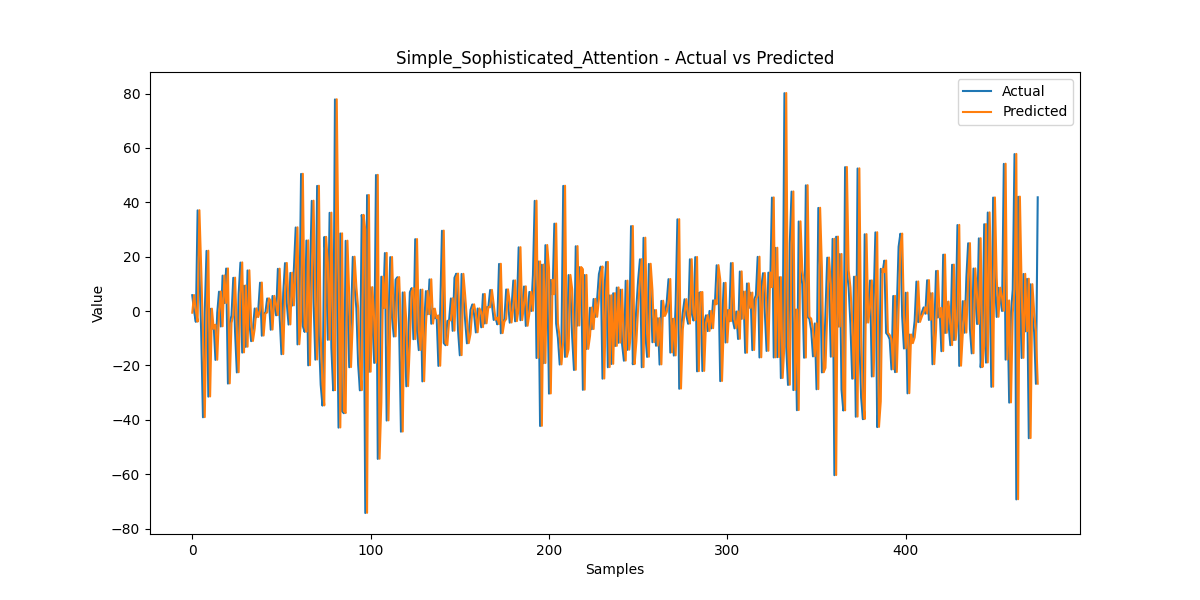 Simple_Sophisticated_Attention - Actual vs Predicted
Actual
Predicted
80
60
40
20
0
−20
−40
−60
−80
Value
0 100 200 300 400
Samples